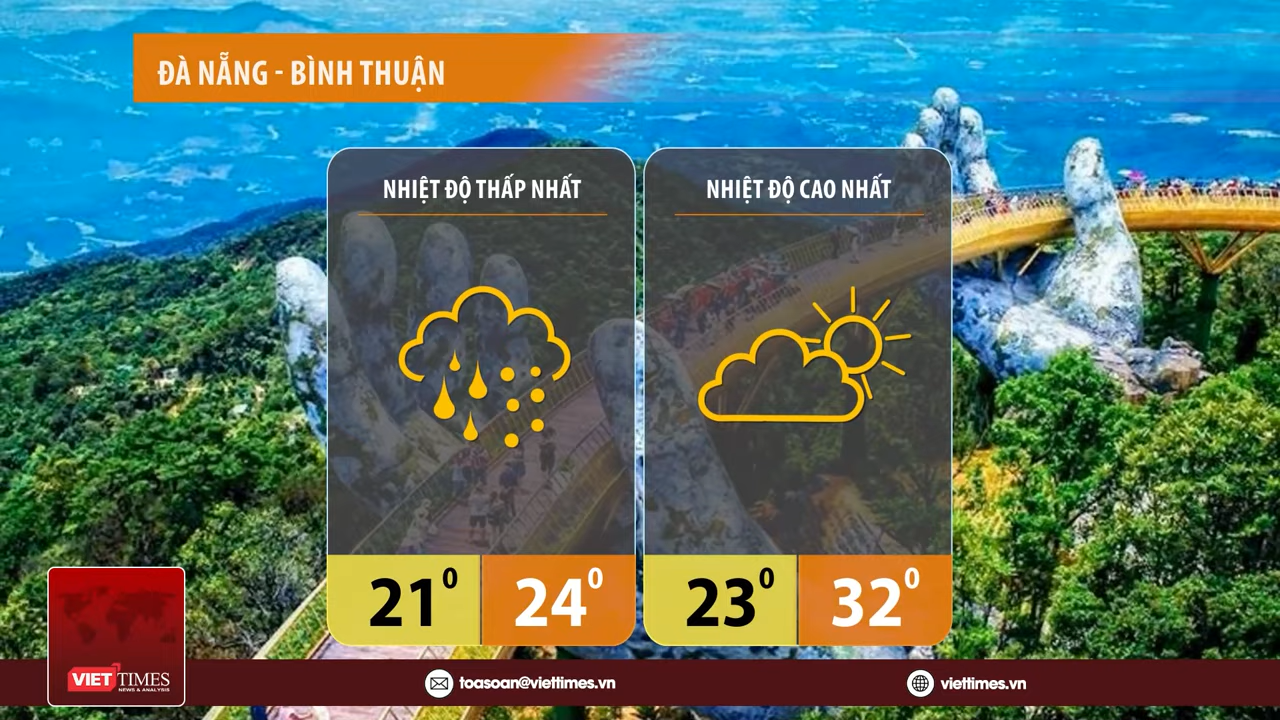 ĐÀ NẴNG - BÌNH THUẬN
NHIỆT ĐỘ THẤP NHẤT
NHIỆT ĐỘ CAO NHẤT
21⁰
24⁰
23⁰
32⁰
VIETTIMES
NEWS & ANALYSIS
toasoan@viettimes.vn
viettimes.vn